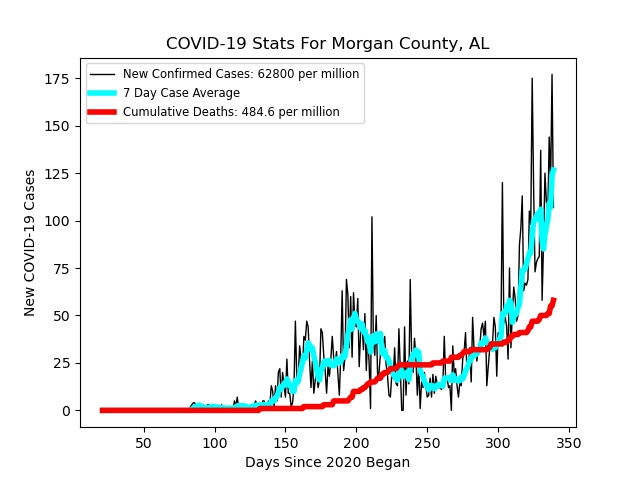 COVID-19 Stats For Morgan County, AL
New Confirmed Cases: 62800 per million
7 Day Case Average
Cumulative Deaths: 484.6 per million
New COVID-19 Cases
175
150
125
100
75
50
25
0
50
100
150
200
250
300
350
Days Since 2020 Began